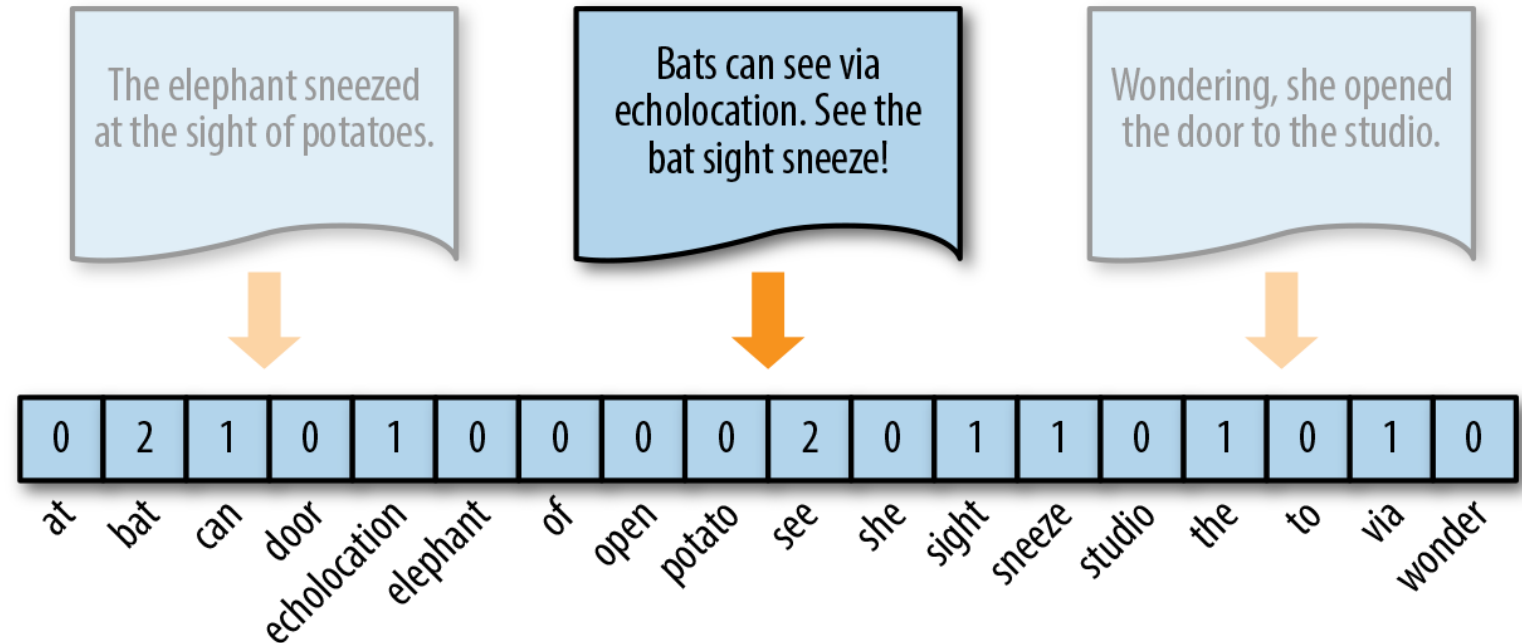 The elephant sneezed
at the sight of potatoes.
Bats can see via
echolocation. See the
bat sight sneeze!
Wondering, she opened
the door to the studio.
0 2 1 0 1 0 0 0 0 2 0 1 1 0 1 0 1 0
at bat can door echolocation elephant of open potato see she sight sneeze studio the to via wonder